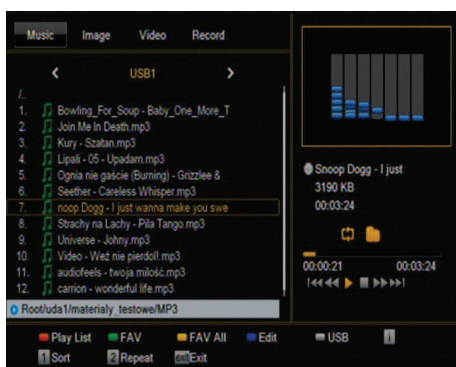 Music Image Video Record
USB1
/..
1. Bowling_For_Soup - Baby_One_More_T
2. Join Me In Death.mp3
3. Kury - Szatan.mp3
4. Lipali - 05 - Upadam.mp3
5. Ognia nie gaście (Burning) - Grizzlee &
6. Seether - Careless Whisper.mp3
7. noop Dogg - I just wanna make you swe
8. Strachy na Lachy - Piła Tango.mp3
9. Universe - Johny.mp3
10. Video - Weź nie pierdol!.mp3
11. audiofeels - twoja miłość.mp3
12. carrion - wonderful life.mp3
Root/uda1/materialy_testowe/MP3
Snoop Dogg - I just
3190 KB
00:03:24
00:00:21 00:03:24
Play List FAV FAV All Edit USB i
1 Sort 2 Repeat exit Exit